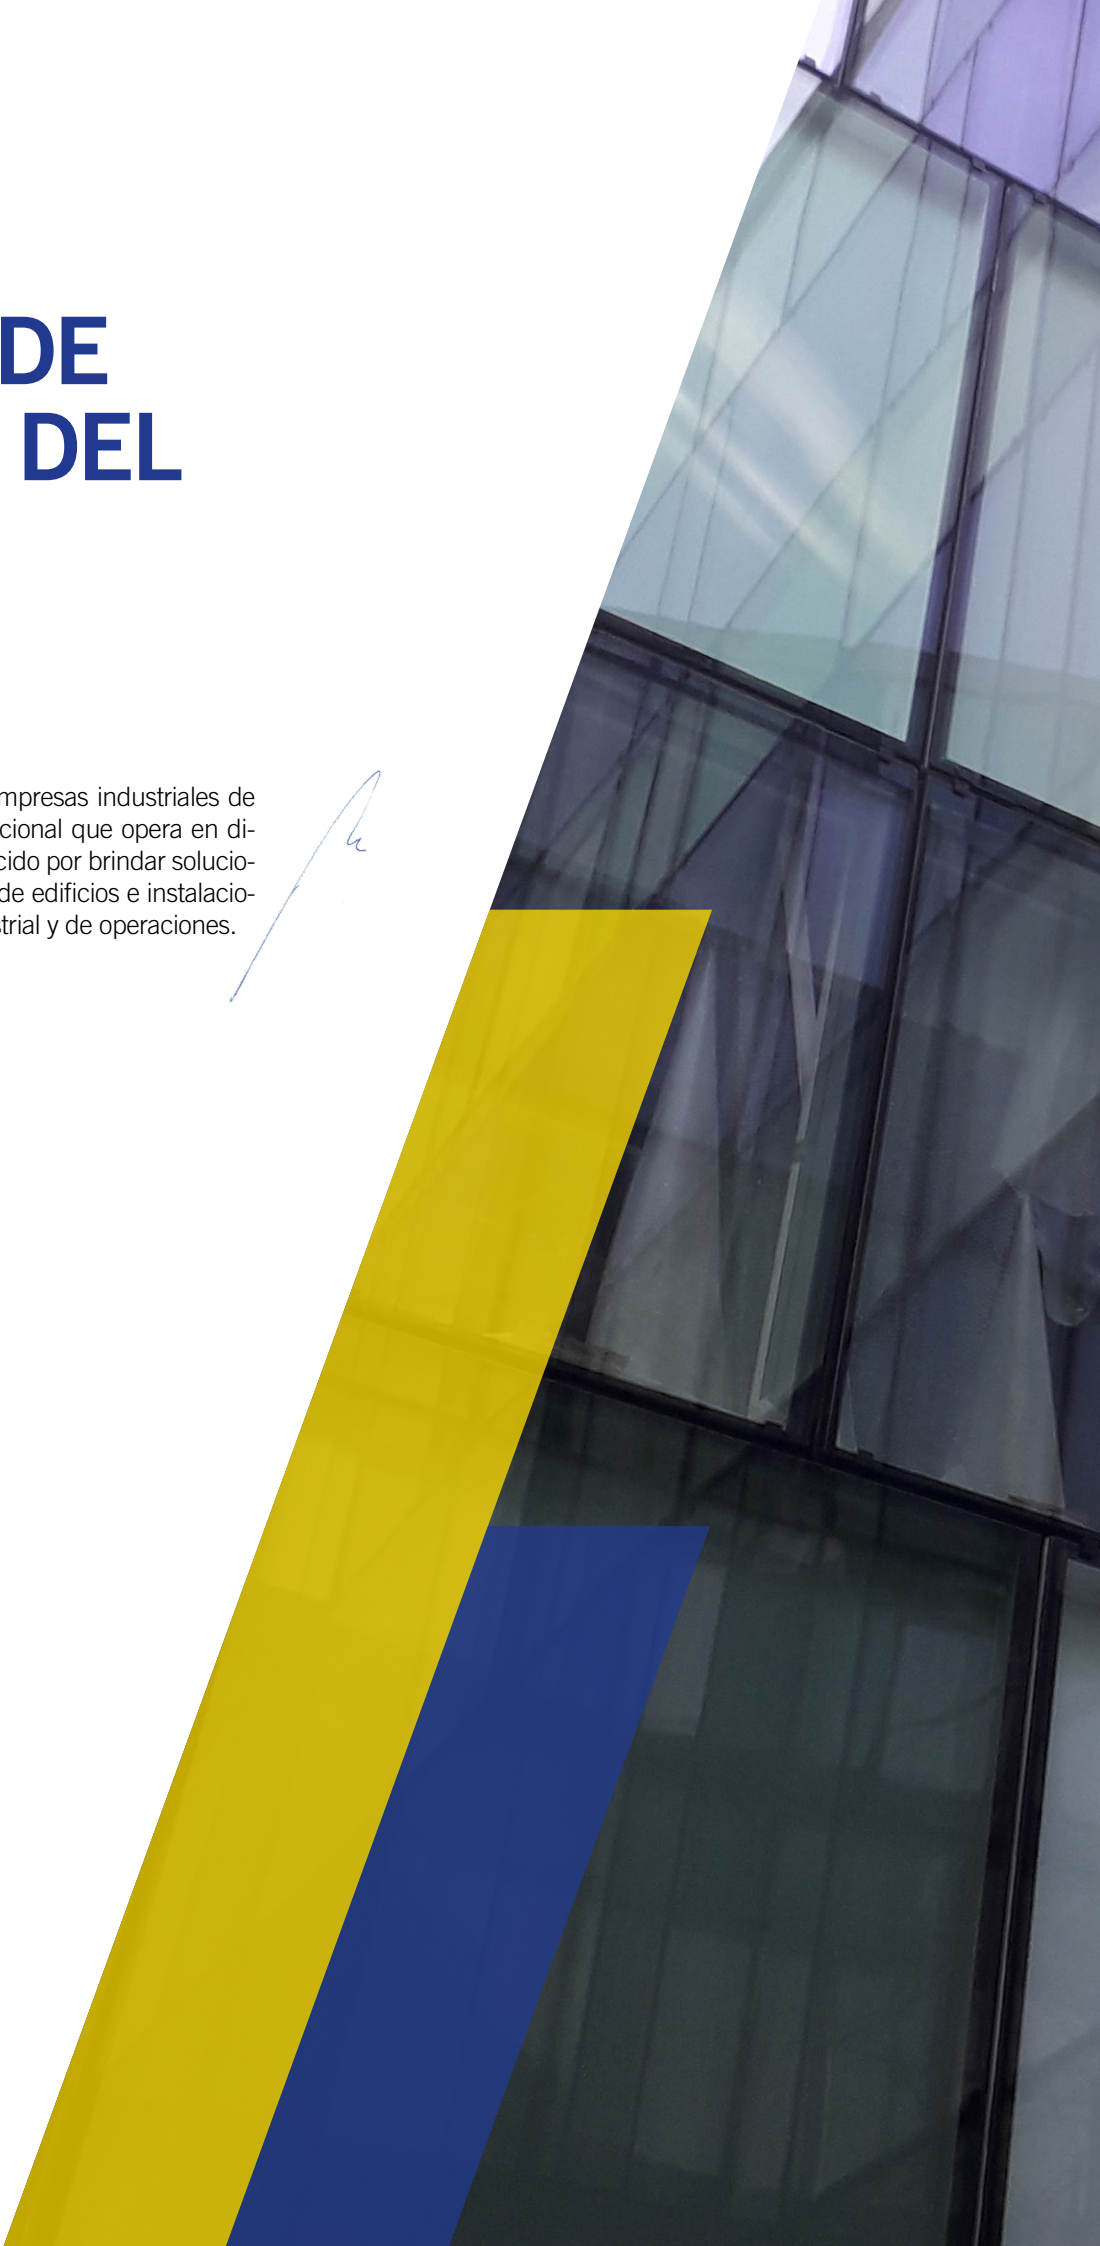 DE
DEL
mpresas industriales de
cional que opera en di-
cido por brindar solucio-
de edificios e instalacio-
strial y de operaciones.